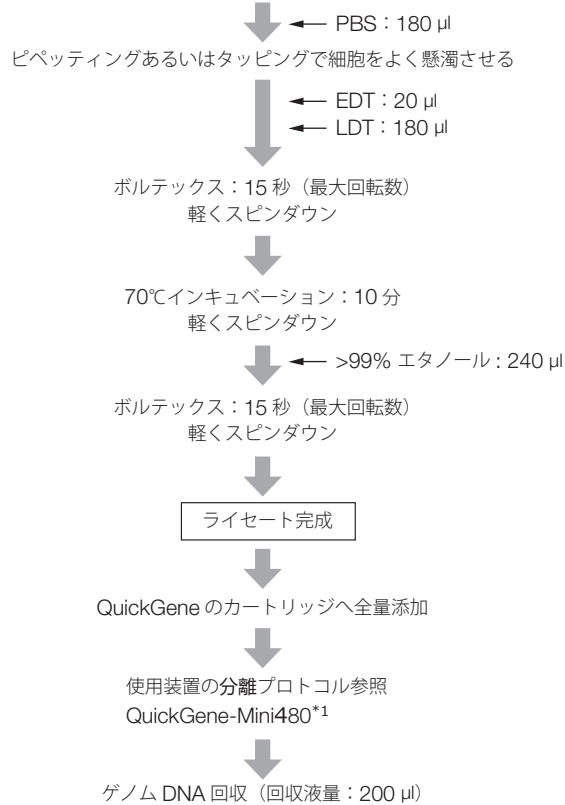 PBS：180 µl
ピペッティングあるいはタッピングで細胞をよく懸濁させる
EDT：20 µl
LDT：180 µl
ボルテックス：15 秒（最大回転数）
軽くスピンダウン
70℃インキュベーション：10 分
軽くスピンダウン
>99% エタノール : 240 µl
ボルテックス：15 秒（最大回転数）
軽くスピンダウン
ライセート完成
QuickGene のカートリッジへ全量添加
使用装置の分離プロトコル参照
QuickGene-Mini480*1
ゲノム DNA 回収（回収液量：200 µl）